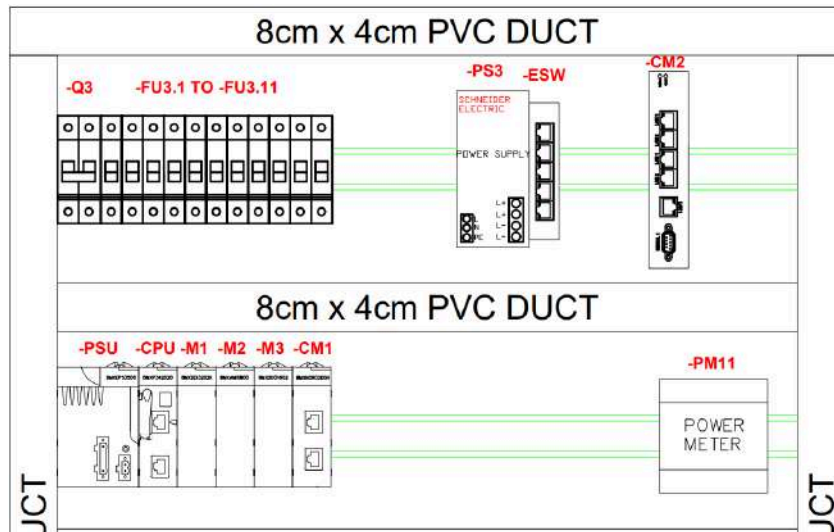 8cm x 4cm PVC DUCT
-Q3
-FU3.1 TO -FU3.11
-PS3
-ESW
-CM2
SCHNEIDER
ELECTRIC
POWER SUPPLY
L+
L+
L-
L-
L
N
PE
8cm x 4cm PVC DUCT
-PSU
-CPU
-M1
-M2
-M3
-CM1
-PM11
POWER
METER
UCT
UCT